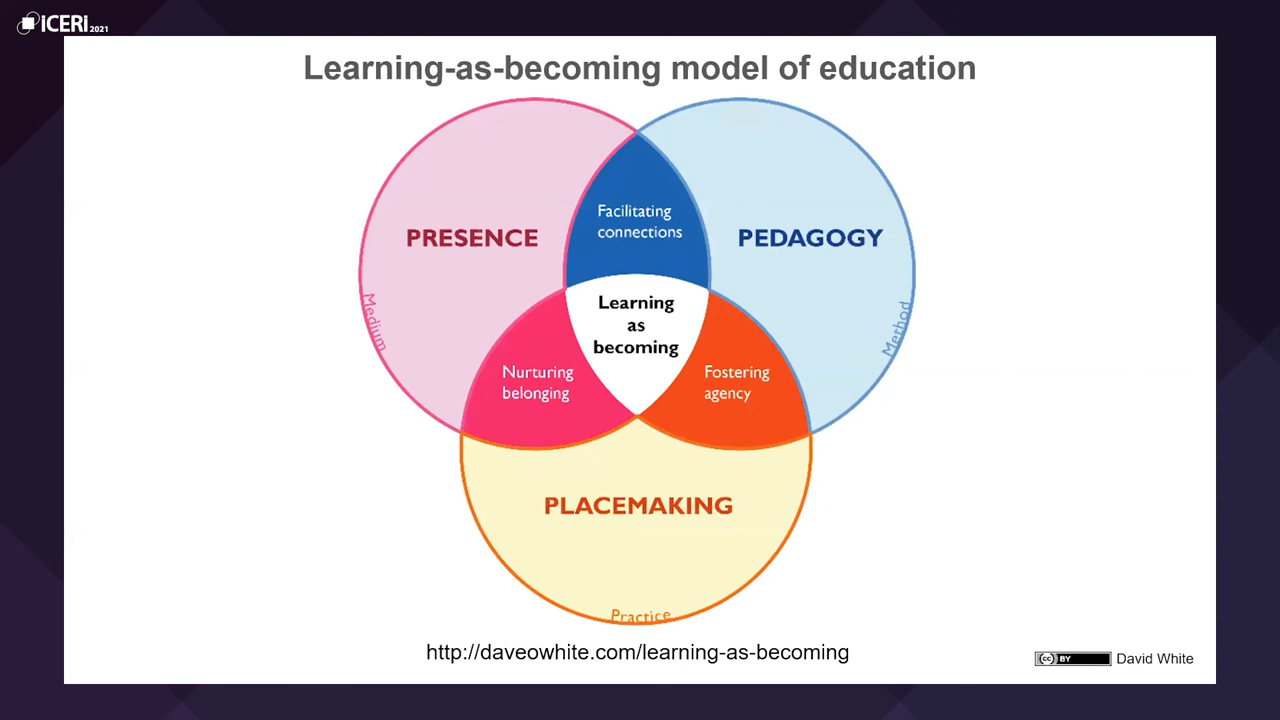 iCERi 2021
Learning-as-becoming model of education
Facilitating
connections
PRESENCE
PEDAGOGY
Learning
as
becoming
Medium
Method
Nurturing
belonging
Fostering
agency
PLACEMAKING
Practice
http://daveowhite.com/learning-as-becoming
cc BY David White